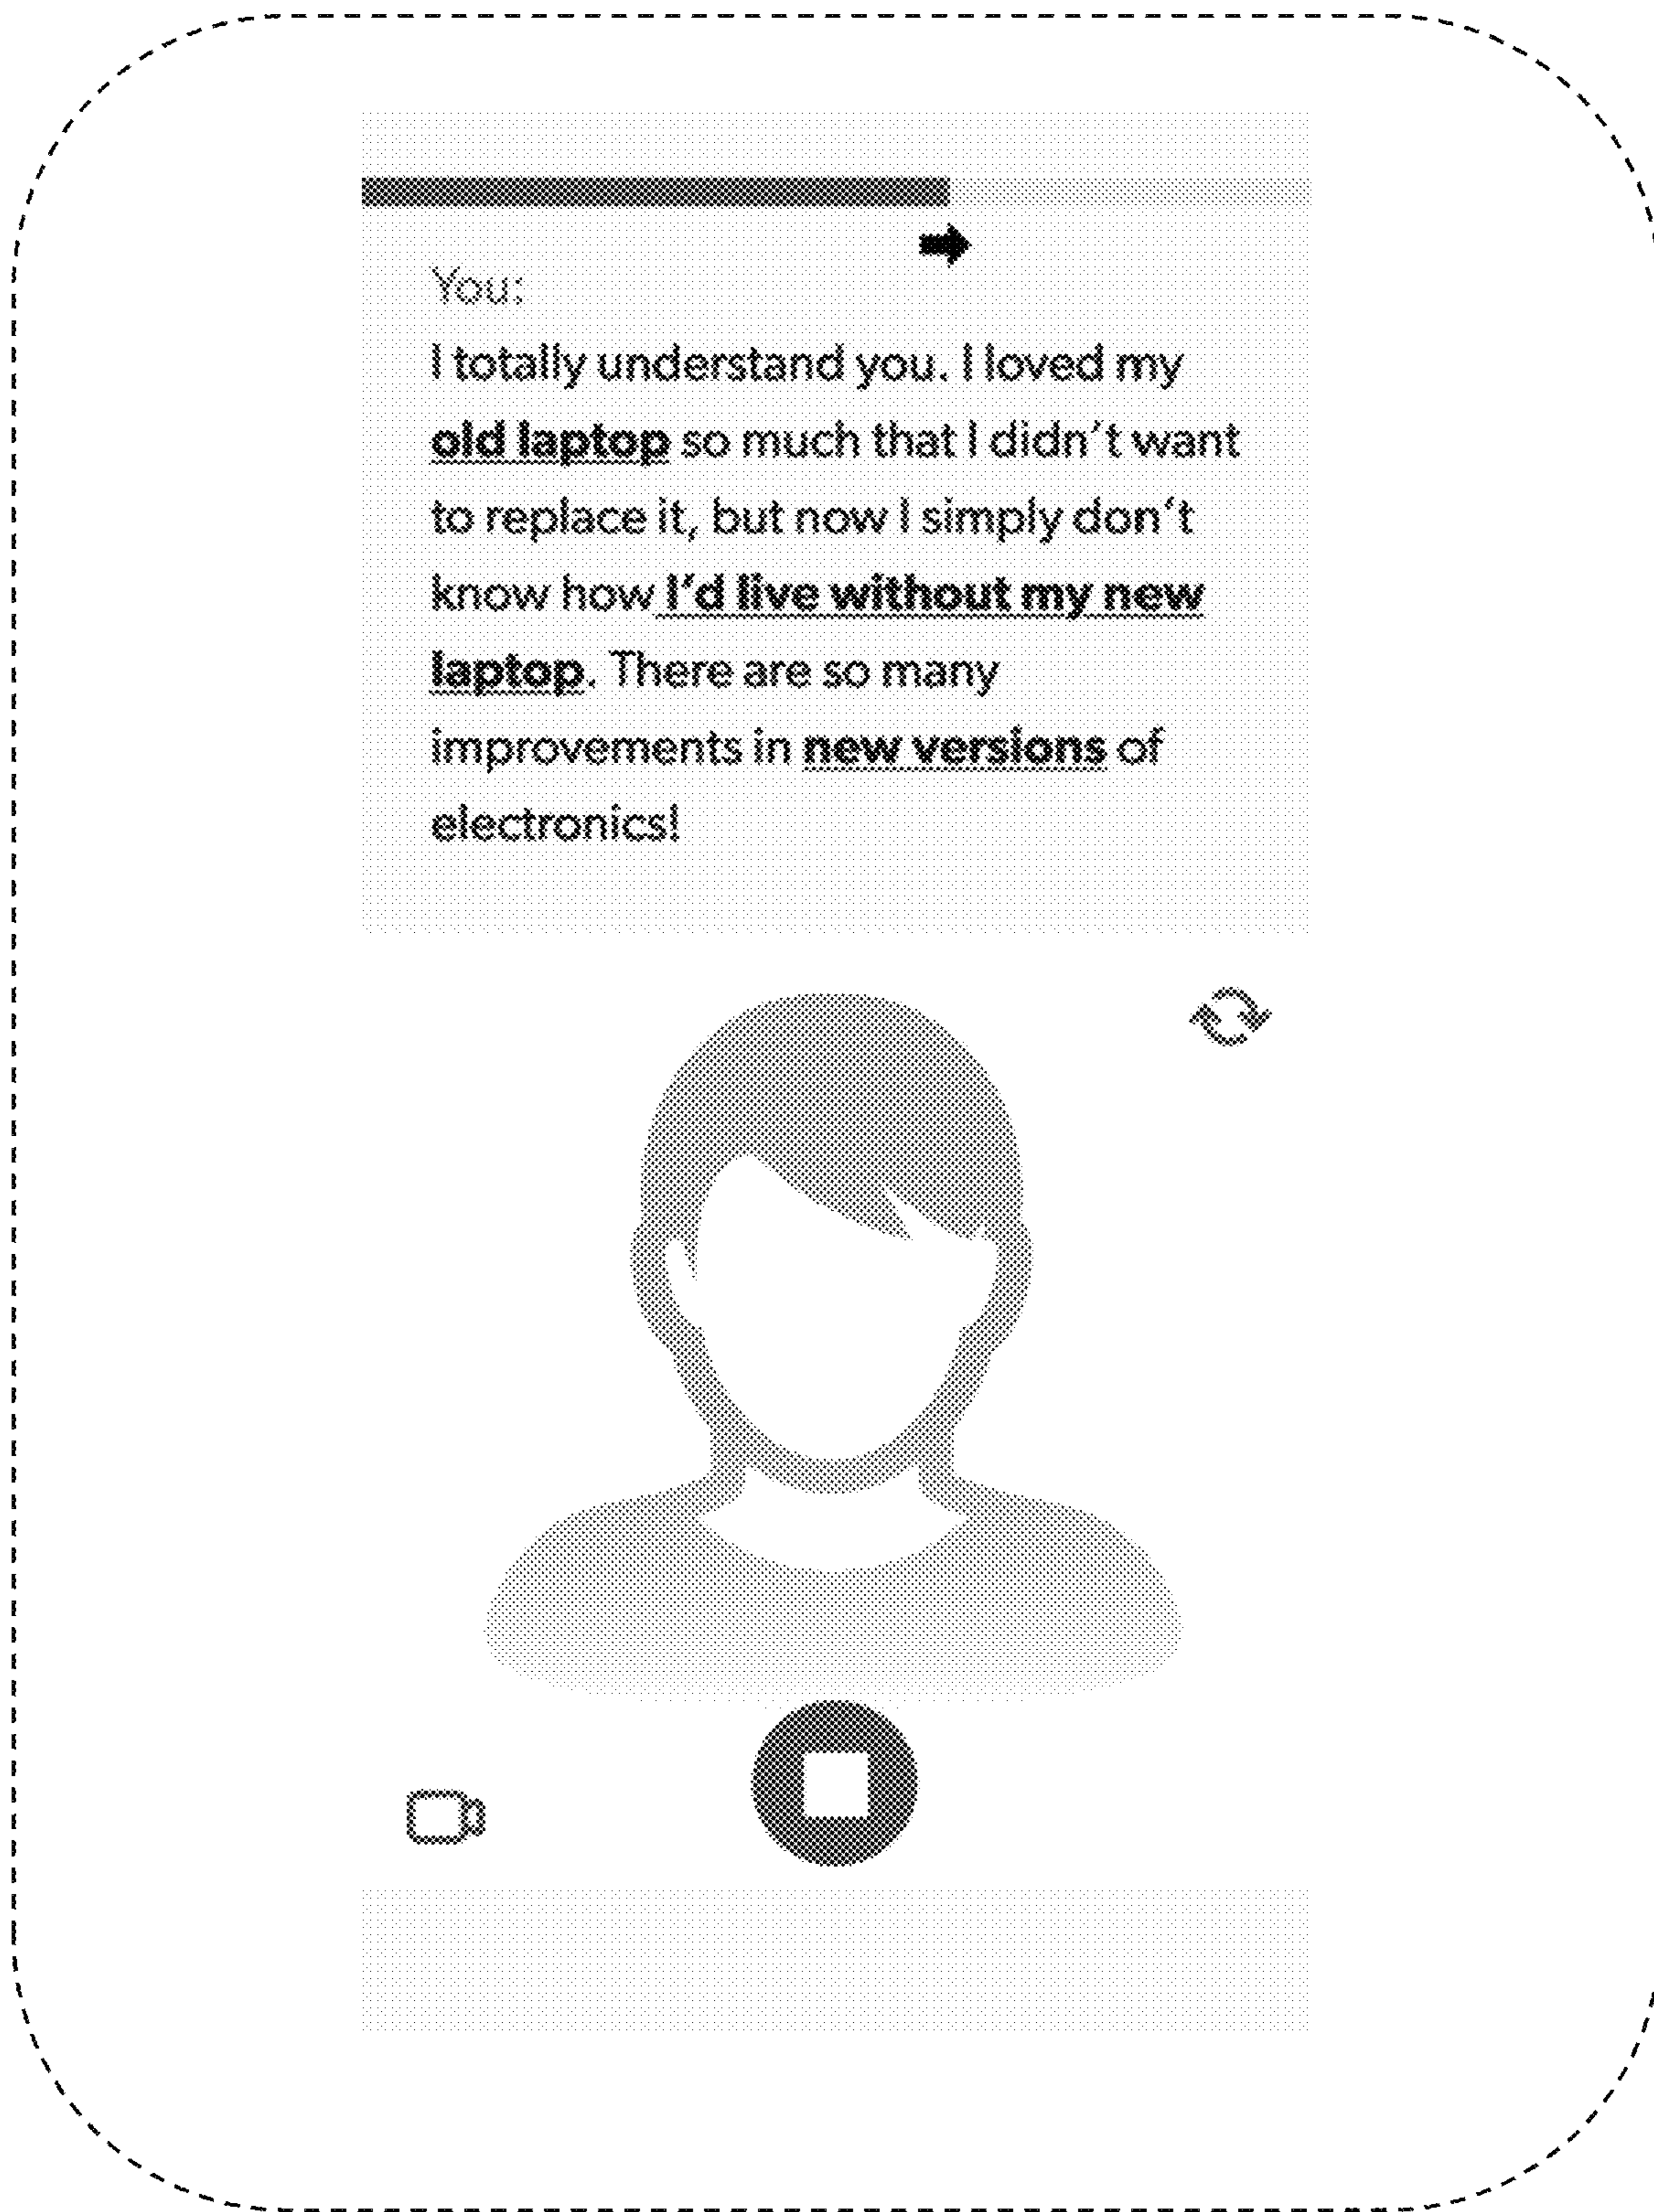 You:
I totally understand you. I loved my
old laptop so much that I didn't want
to replace it, but now I simply don't
know how I'd live without my new
laptop. There are so many
improvements in new versions of
electronics!